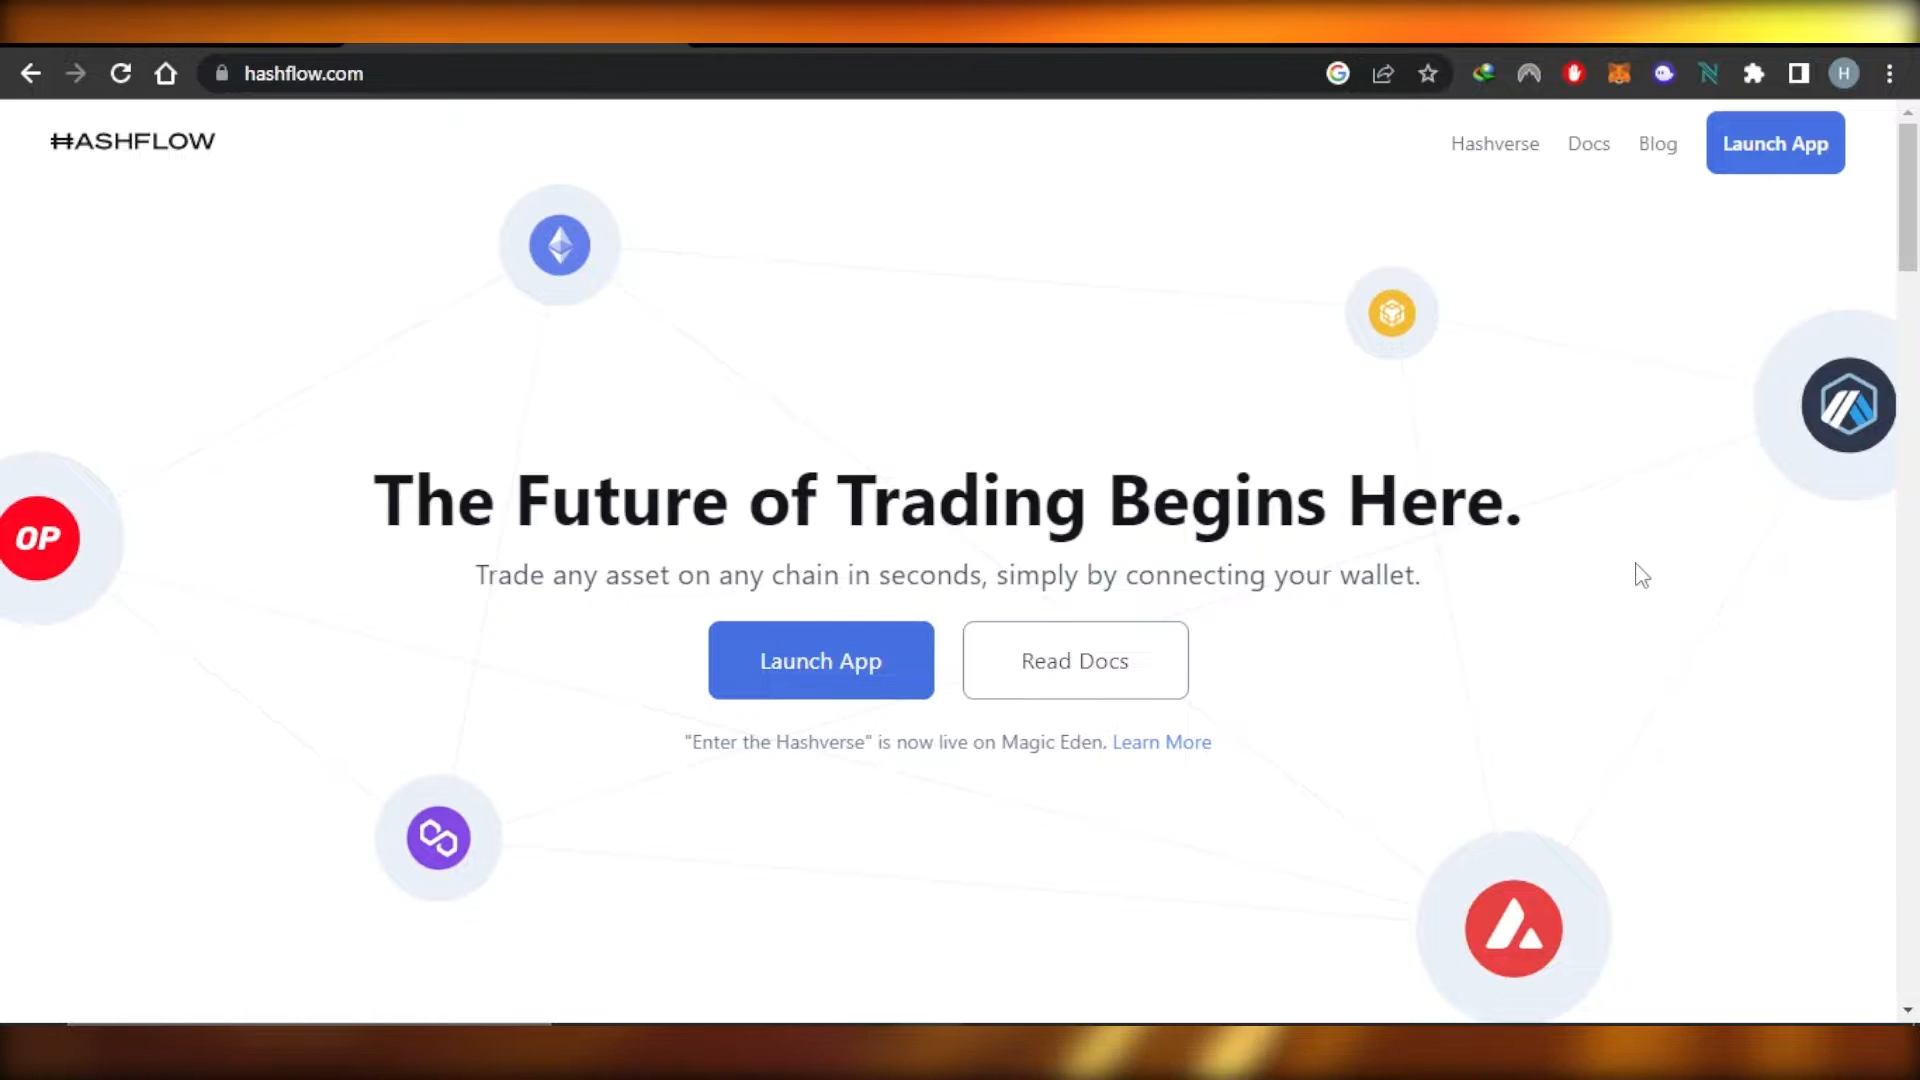 hashflow.com
H
HASHFLOW
Hashverse
Docs
Blog
Launch App
OP
The Future of Trading Begins Here.
Trade any asset on any chain in seconds, simply by connecting your wallet.
Launch App
Read Docs
"Enter the Hashverse" is now live on Magic Eden. Learn More